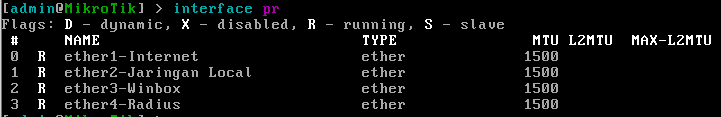 [admin@MikroTik] > interface pr
Flags: D - dynamic, X - disabled, R - running, S - slave
# NAME TYPE MTU L2MTU MAX-L2MTU
0 R ether1-Internet ether 1500
1 R ether2-Jaringan Local ether 1500
2 R ether3-Winbox ether 1500
3 R ether4-Radius ether 1500